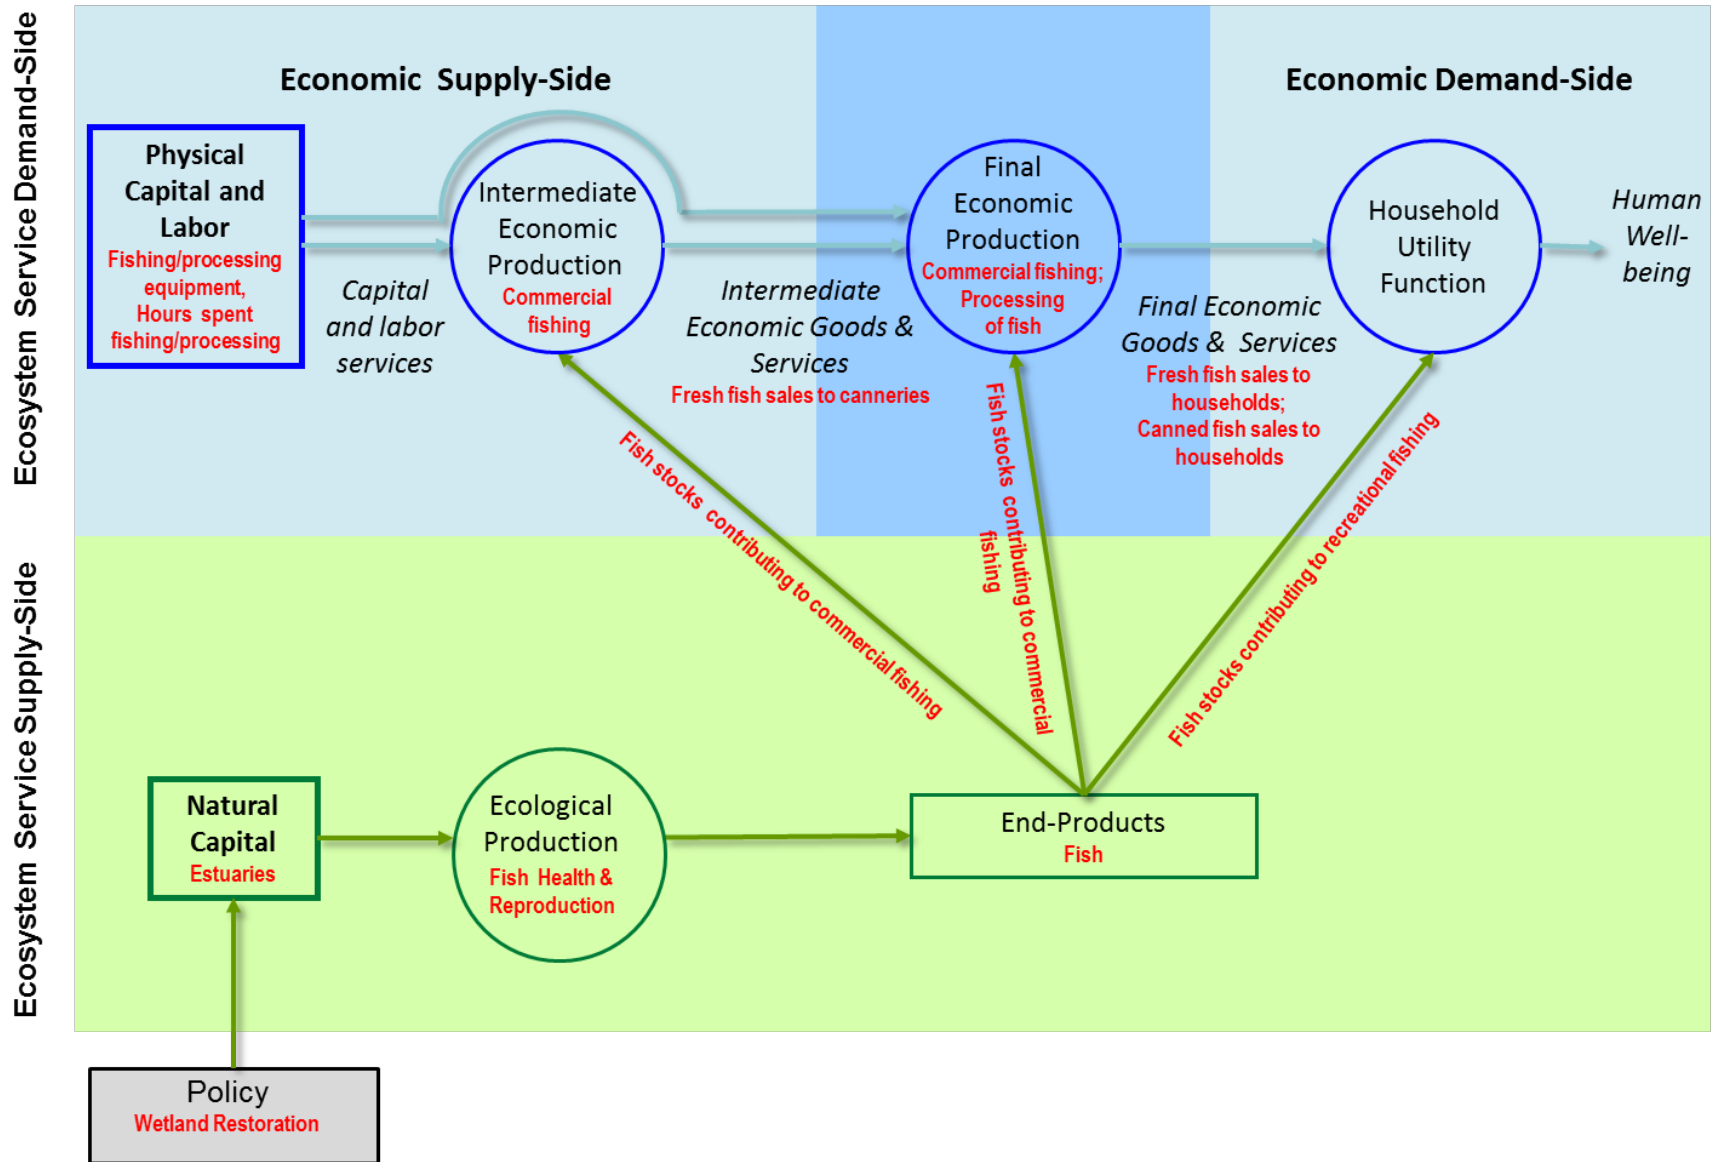 Ecosystem Service Demand-Side
Economic Supply-Side
Economic Demand-Side
Physical
Capital and
Labor
Fishing/processing
equipment,
Hours spent
fishing/processing
Capital
and labor
services
Intermediate
Economic
Production
Commercial
fishing
Intermediate
Economic Goods &
Services
Fresh fish sales to canneries
Final
Economic
Production
Commercial fishing;
Processing
of fish
Final Economic
Goods & Services
Fresh fish sales to
households;
Canned fish sales to
households
Household
Utility
Function
Human
Well-
being
Fish stocks contributing to commercial fishing
Fish stocks contributing to commercial
fishing
Fish stocks contributing to recreational fishing
Ecosystem Service Supply-Side
Natural
Capital
Estuaries
Ecological
Production
Fish Health &
Reproduction
End-Products
Fish
Policy
Wetland Restoration